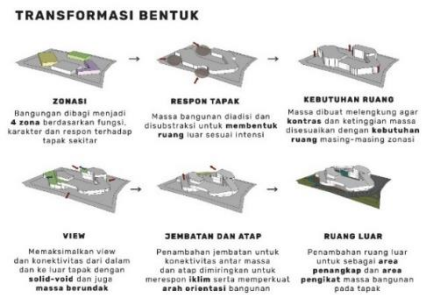 TRANSFORMASI BENTUK
ZONASI
Bangungan dibagi menjadi
4 zona berdasarkan fungsi,
karakter dan respon terhadap
tapak sekitar
RESPON TAPAK
Massa bangunan diadisi dan
disubstraksi untuk membentuk
ruang luar sesuai intensi
KEBUTUHAN RUANG
Massa dibuat melengkung agar
kontras dan ketinggian massa
disesuaikan dengan kebutuhan
ruang masing-masing zonasi
VIEW
Memaksimalkan view
dan konektivitas dari dalam
dan ke luar tapak dengan
solid-void dan juga
massa berundak
JEMBATAN DAN ATAP
Penambahan jembatan untuk
konektivitas antar massa
dan atap dimiringkan untuk
merespon iklim serta memperkuat
arah orientasi bangunan
RUANG LUAR
Penambahan ruang luar
untuk sebagai area
penangkap dan area
pengikat massa bangunan
pada tapak